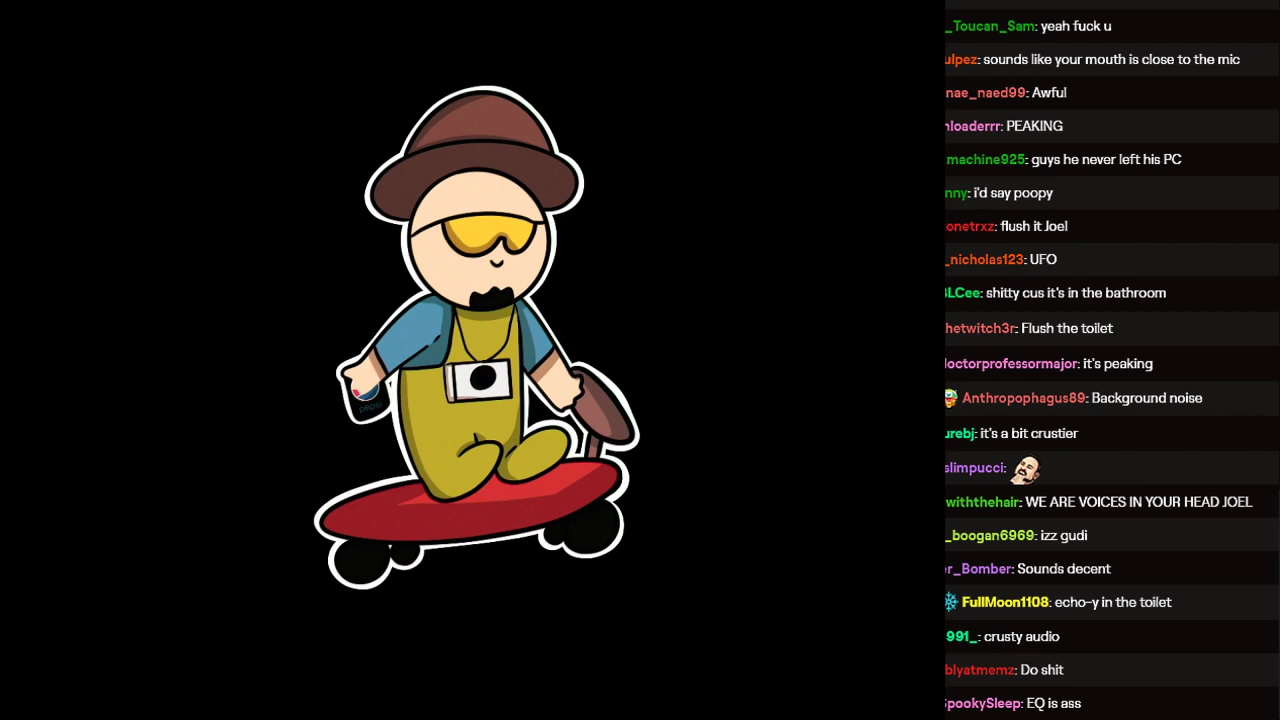 _Toucan_Sam: yeah fuck u
ulpez: sounds like your mouth is close to the mic
nae_naed99: Awful
nloaderrr: PEAKING
machine925: guys he never left his PC
nny: i'd say poopy
onetrxz: flush it Joel
_nicholas123: UFO
BLCee: shitty cus it's in the bathroom
hetwitch3r: Flush the toilet
doctorprofessormajor: it's peaking
Anthropophagus89: Background noise
urebj: it's a bit crustier
slimpucci:
withthehair: WE ARE VOICES IN YOUR HEAD JOEL
_boogan6969: izz gudi
er_Bomber: Sounds decent
FullMoon1108: echo-y in the toilet
991_: crusty audio
blyatmemz: Do shit
SpookySleep: EQ is ass
pepsi